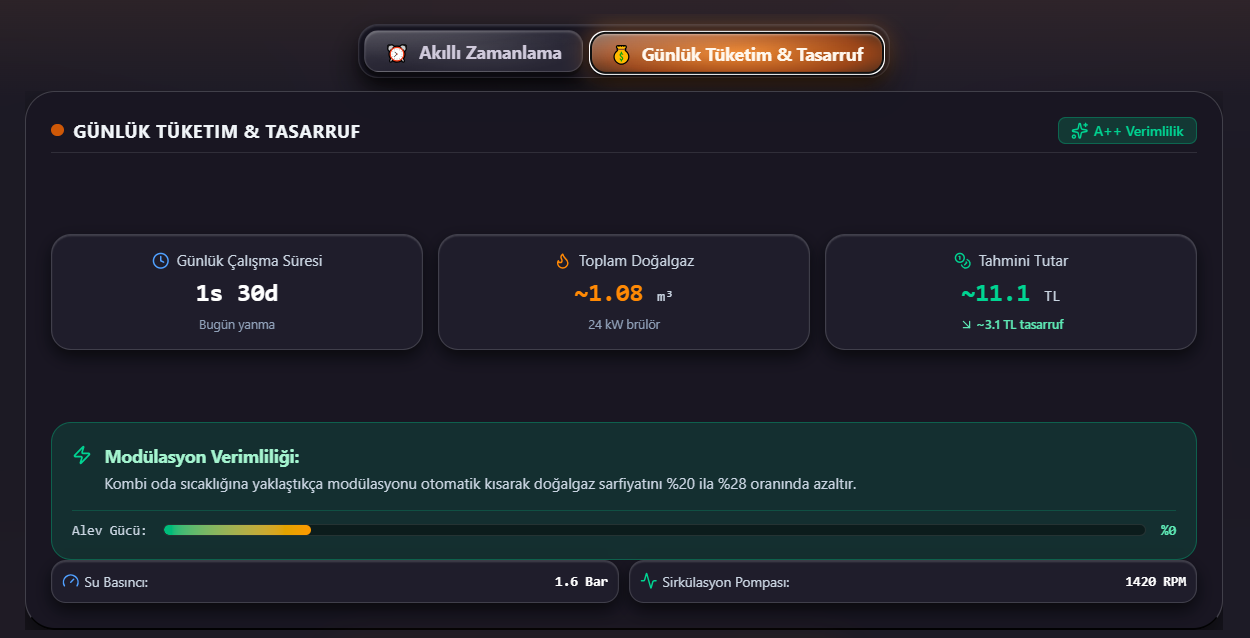 Akıllı Zamanlama
Günlük Tüketim & Tasarruf
GÜNLÜK TÜKETIM & TASARRUF
A++ Verimlilik
Günlük Çalışma Süresi
1s 30d
Bugün yanma
Toplam Doğalgaz
~1.08 m³
24 kW brülör
Tahmini Tutar
~11.1 TL
~3.1 TL tasarruf
Modülasyon Verimliliği:
Kombi oda sıcaklığına yaklaştıkça modülasyonu otomatik kısarak doğalgaz sarfiyatını %20 ila %28 oranında azaltır.
Alev Gücü: %0
Su Basıncı: 1.6 Bar
Sirkülasyon Pompası: 1420 RPM